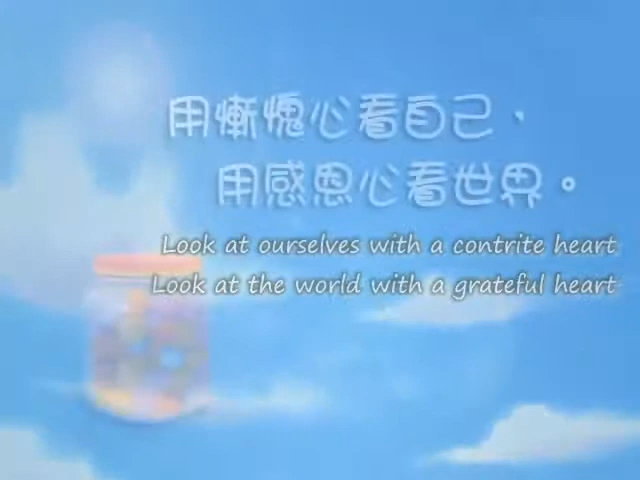 用慚愧心看自己，
用感恩心看世界。
Look at ourselves with a contrite heart
Look at the world with a grateful heart